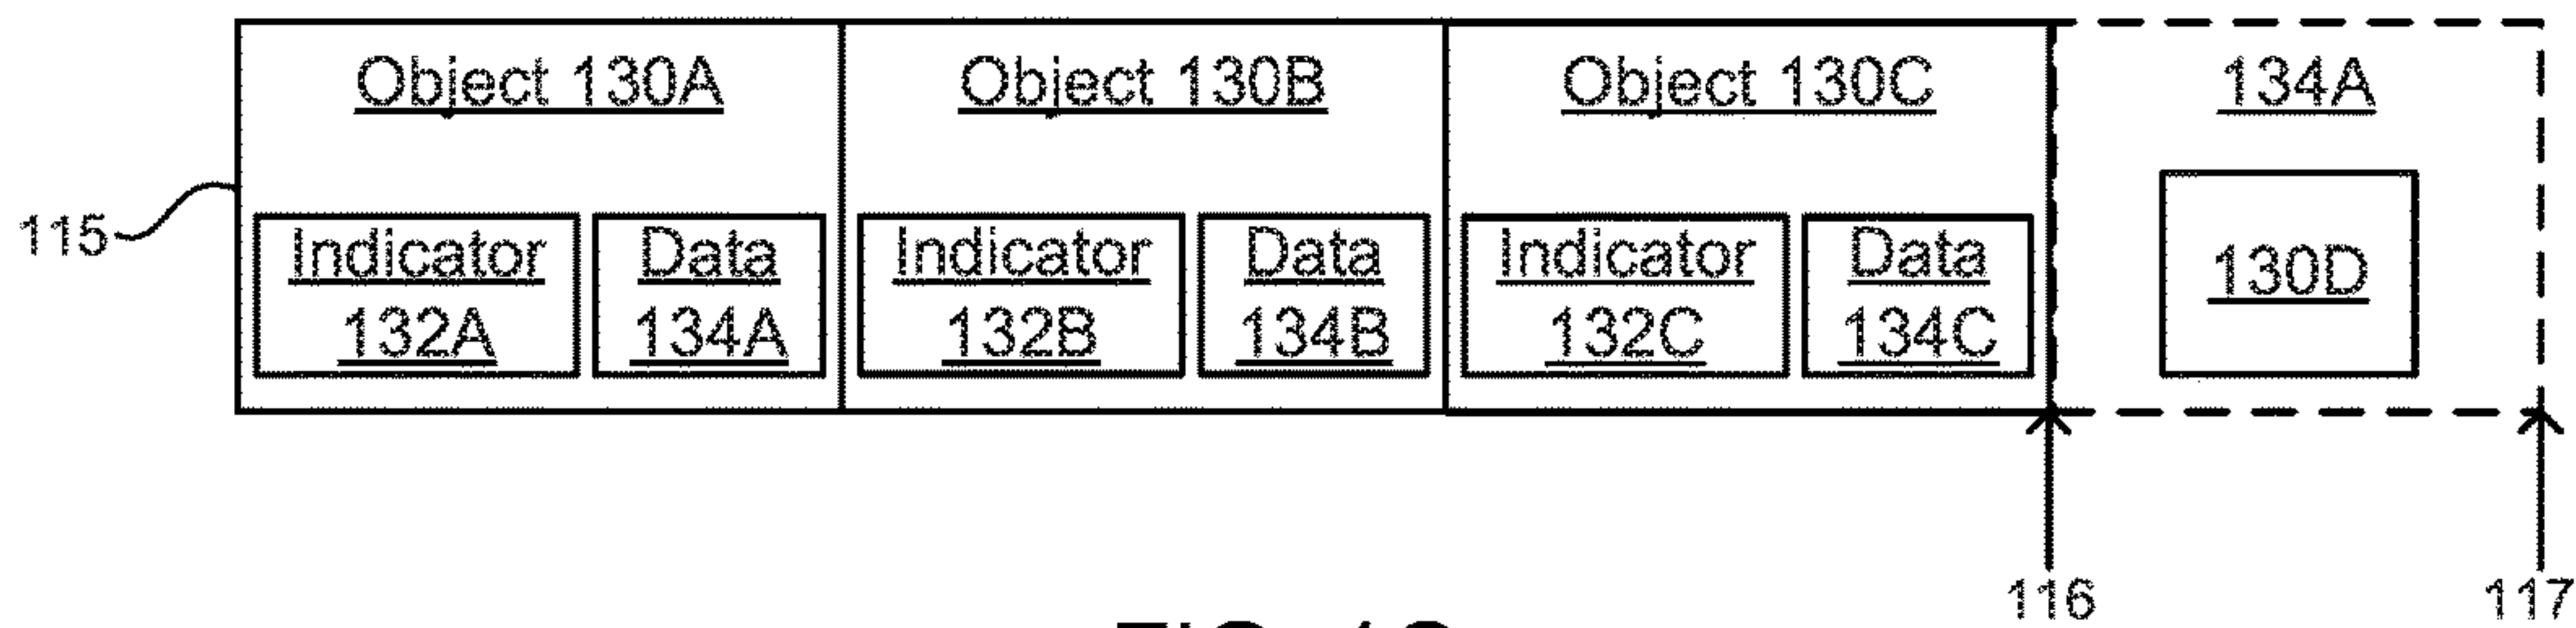 Object 130A
Object 130B
Object 130C
134A
115
Indicator
132A
Data
134A
Indicator
132B
Data
134B
Indicator
132C
Data
134C
130D
116
117